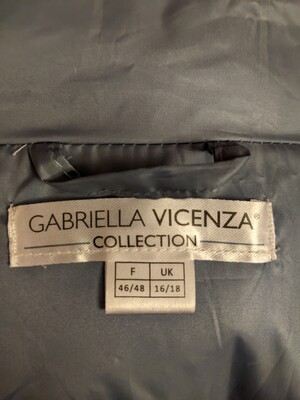 GABRIELLA VICENZA®
COLLECTION
F UK
46/48 16/18